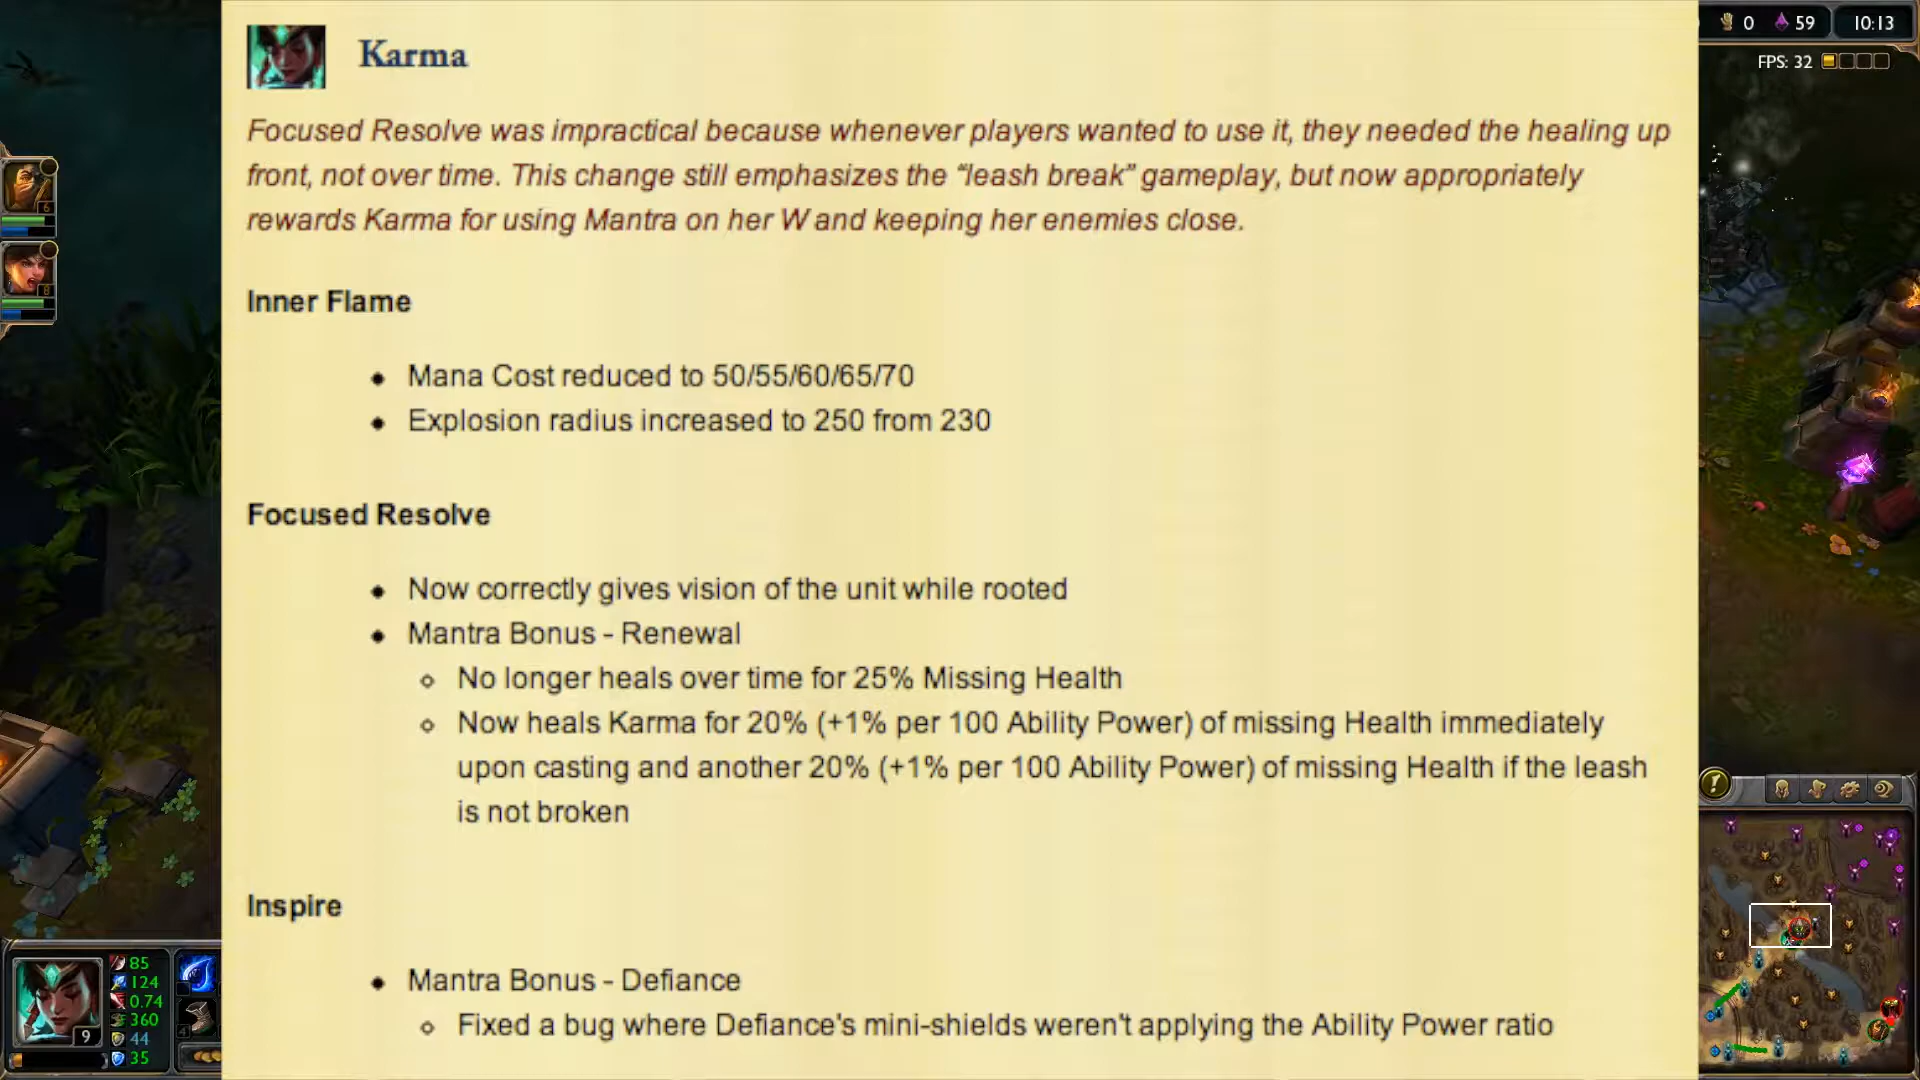 Karma
0 59 10:13
FPS: 32
Focused Resolve was impractical because whenever players wanted to use it, they needed the healing up
front, not over time. This change still emphasizes the “leash break” gameplay, but now appropriately
rewards Karma for using Mantra on her W and keeping her enemies close.
6
8
Inner Flame
Mana Cost reduced to 50/55/60/65/70
Explosion radius increased to 250 from 230
Focused Resolve
Now correctly gives vision of the unit while rooted
Mantra Bonus - Renewal
No longer heals over time for 25% Missing Health
Now heals Karma for 20% (+1% per 100 Ability Power) of missing Health immediately
upon casting and another 20% (+1% per 100 Ability Power) of missing Health if the leash
is not broken
Inspire
Mantra Bonus - Defiance
Fixed a bug where Defiance's mini-shields weren't applying the Ability Power ratio
85
124
0.74
360
44
35
9
4